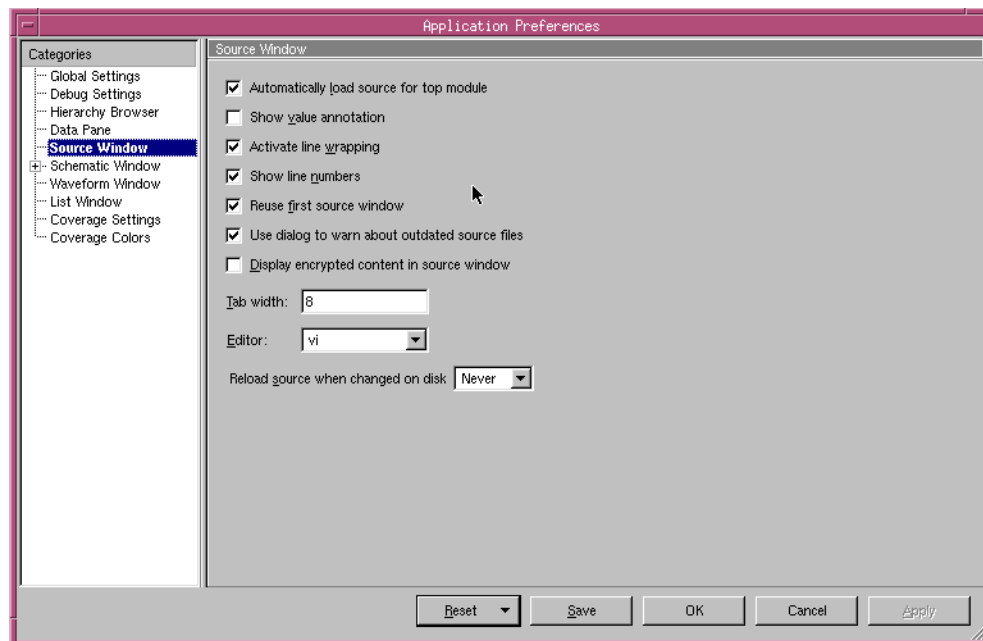 Application Preferences
Categories
Global Settings
Debug Settings
Hierarchy Browser
Data Pane
Source Window
Schematic Window
Waveform Window
List Window
Coverage Settings
Coverage Colors
Source Window
Automatically load source for top module
Show value annotation
Activate line wrapping
Show line numbers
Reuse first source window
Use dialog to warn about outdated source files
Display encrypted content in source window
Tab width: 8
Editor: vi
Reload source when changed on disk Never
Reset Save OK Cancel Apply